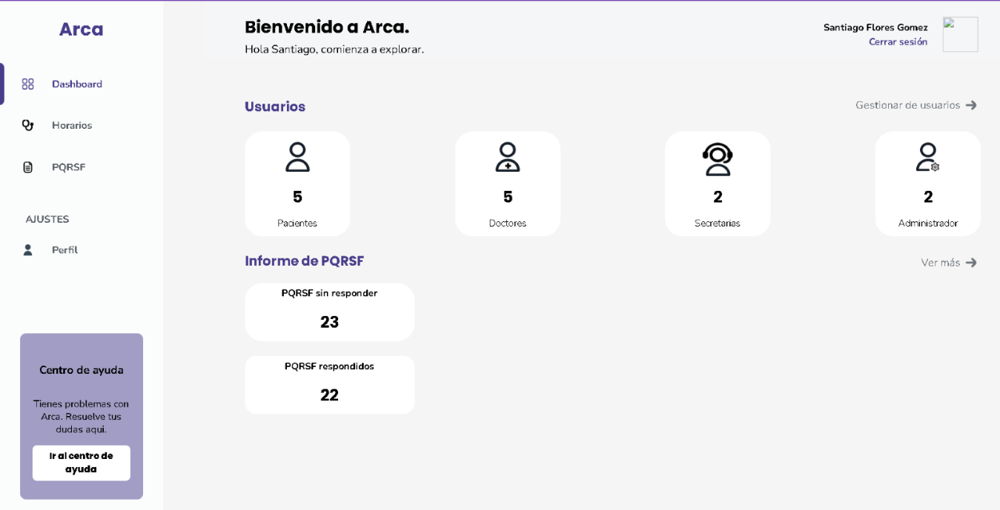 Arca
Dashboard
Horarios
PQRSF
AJUSTES
Perfil
Centro de ayuda
Tienes problemas con
Arca. Resuelve tus
dudas aqui.
Ir al centro de
ayuda
Bienvenido a Arca.
Hola Santiago, comienza a explorar.
Santiago Flores Gomez
Cerrar sesión
Usuarios
Gestionar de usuarios
5
Pacientes
5
Doctores
2
Secretarias
2
Administrador
Informe de PQRSF
Ver más
PQRSF sin responder
23
PQRSF respondidos
22